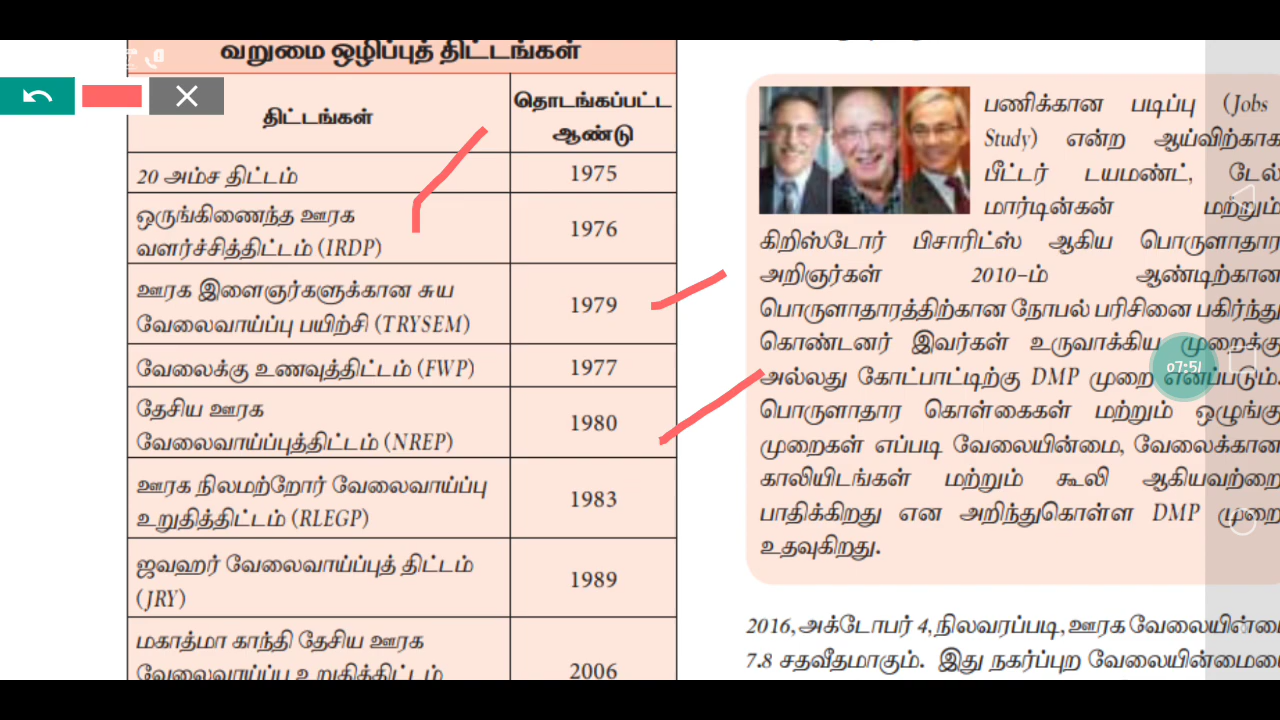 வறுமை ஒழிப்புத் திட்டங்கள்
திட்டங்கள்
தொடங்கப்பட்ட
ஆண்டு
20 அம்ச திட்டம்
1975
ஒருங்கிணைந்த ஊரக
வளர்ச்சித்திட்டம் (IRDP)
1976
ஊரக இளைஞர்களுக்கான சுய
வேலைவாய்ப்பு பயிற்சி (TRYSEM)
1979
வேலைக்கு உணவுத்திட்டம் (FWP)
1977
தேசிய ஊரக
வேலைவாய்ப்புத்திட்டம் (NREP)
1980
ஊரக நிலமற்றோர் வேலைவாய்ப்பு
உறுதித்திட்டம் (RLEGP)
1983
ஜவஹர் வேலைவாய்ப்புத் திட்டம்
(JRY)
1989
மகாத்மா காந்தி தேசிய ஊரக
வேலைவாய்ப்பு உறுதித்திட்டம்
2006
பணிக்கான படிப்பு (Jobs
Study) என்ற ஆய்விற்காக
பீட்டர் டயமண்ட், டேல்
மார்டின்கன் மற்றும்
கிறிஸ்டோர் பிசாரிட்ஸ் ஆகிய பொருளாதார
அறிஞர்கள் 2010-ம் ஆண்டிற்கான
பொருளாதாரத்திற்கான நோபல் பரிசினை பகிர்ந்து
கொண்டனர் இவர்கள் உருவாக்கிய முறைக்கு
அல்லது கோட்பாட்டிற்கு DMP முறை எனப்படும்.
பொருளாதார கொள்கைகள் மற்றும் ஒழுங்கு
முறைகள் எப்படி வேலையின்மை, வேலைக்கான
காலியிடங்கள் மற்றும் கூலி ஆகியவற்றை
பாதிக்கிறது என அறிந்துகொள்ள DMP முறை
உதவுகிறது.
07:51
2016, அக்டோபர் 4, நிலவரப்படி, ஊரக வேலையின்மை
7.8 சதவீதமாகும். இது நகர்ப்புற வேலையின்மையை